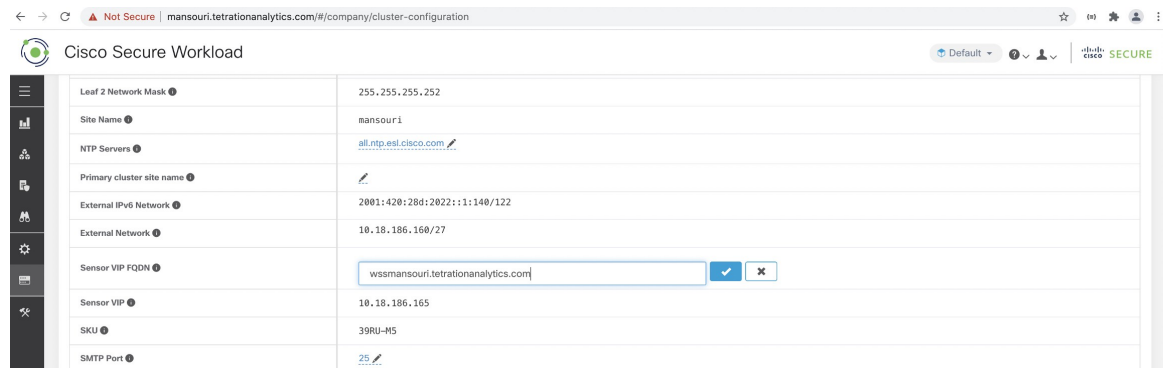 Not Secure | mansouri.tetrationanalytics.com/#/company/cluster-configuration
Cisco Secure Workload
Default
CISCO SECURE
Leaf 2 Network Mask 255.255.255.252
Site Name mansouri
NTP Servers all.ntp.esl.cisco.com
Primary cluster site name
External IPv6 Network 2001:420:28d:2022::1:140/122
External Network 10.18.186.160/27
Sensor VIP FQDN wssmansouri.tetrationanalytics.com
Sensor VIP 10.18.186.165
SKU 39RU-M5
SMTP Port 25